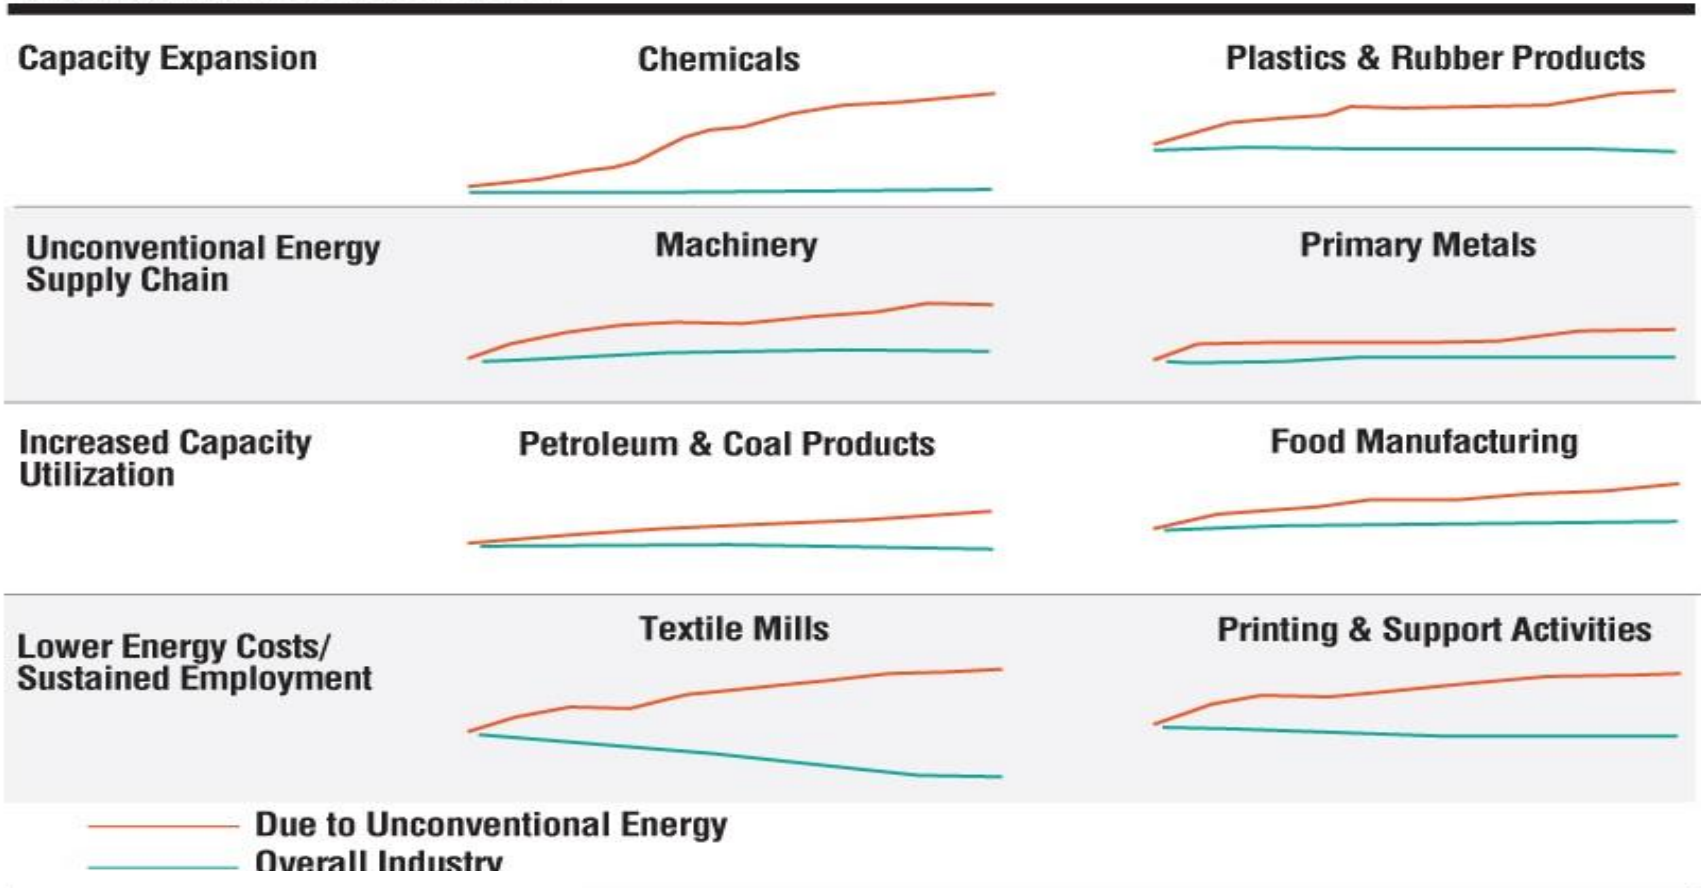 Capacity Expansion
Chemicals
Plastics & Rubber Products
Unconventional Energy
Supply Chain
Machinery
Primary Metals
Increased Capacity
Utilization
Petroleum & Coal Products
Food Manufacturing
Lower Energy Costs/
Sustained Employment
Textile Mills
Printing & Support Activities
Due to Unconventional Energy
Overall Industry